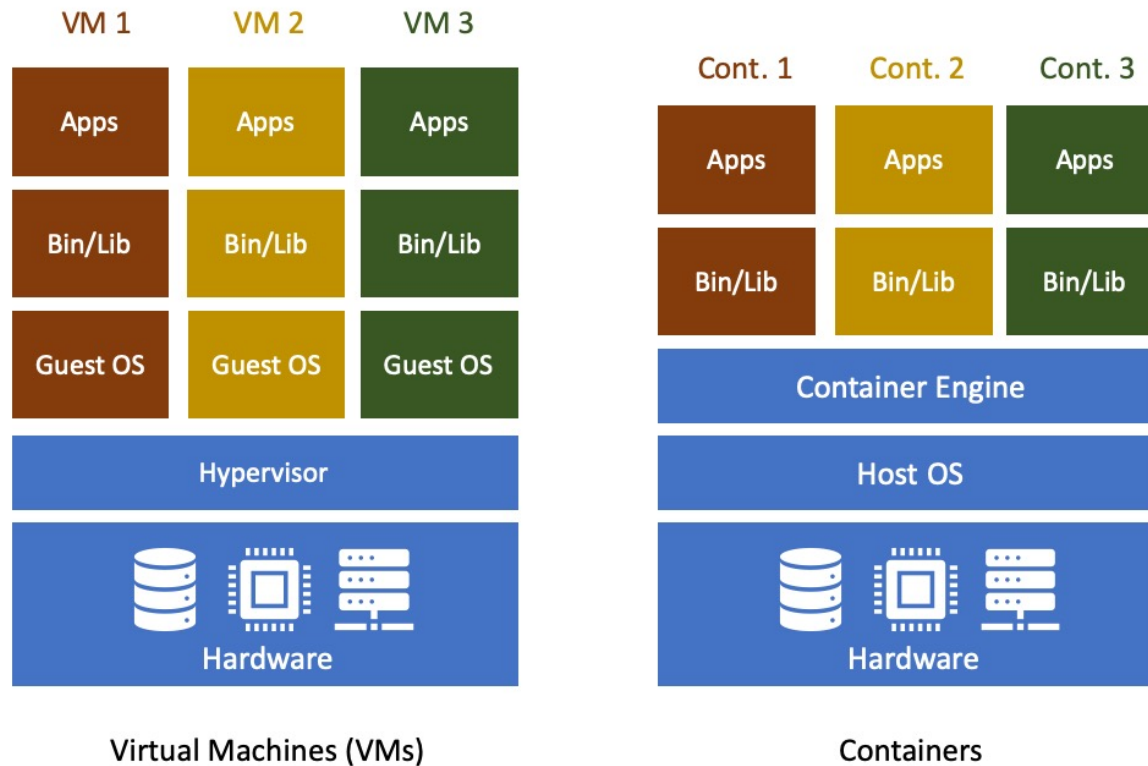 VM 1 VM 2 VM 3
Apps Apps Apps
Bin/Lib Bin/Lib Bin/Lib
Guest OS Guest OS Guest OS
Hypervisor
Hardware
Virtual Machines (VMs)
Cont. 1 Cont. 2 Cont. 3
Apps Apps Apps
Bin/Lib Bin/Lib Bin/Lib
Container Engine
Host OS
Hardware
Containers